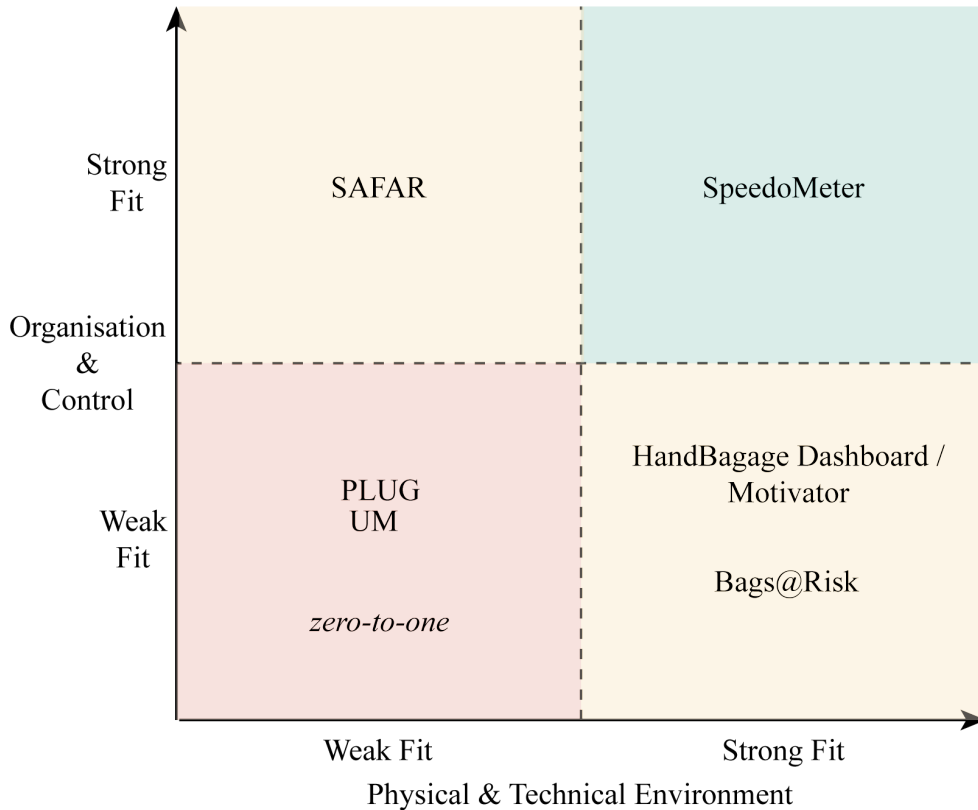 Strong
Fit
SAFAR
SpeedoMeter
Organisation
&
Control
HandBagage Dashboard /
Motivator
PLUG
UM
Weak
Fit
Bags@Risk
zero-to-one
Weak Fit
Strong Fit
Physical & Technical Environment